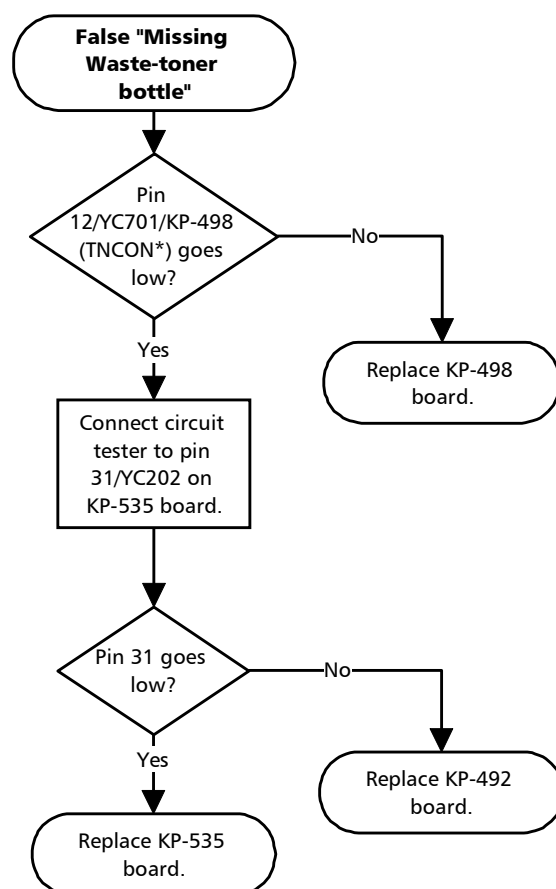 False "Missing
Waste-toner
bottle"
Pin
12/YC701/KP-498
(TNCON*) goes
low?
No
Replace KP-498
board.
Yes
Connect circuit
tester to pin
31/YC202 on
KP-535 board.
Pin 31 goes
low?
No
Replace KP-492
board.
Yes
Replace KP-535
board.